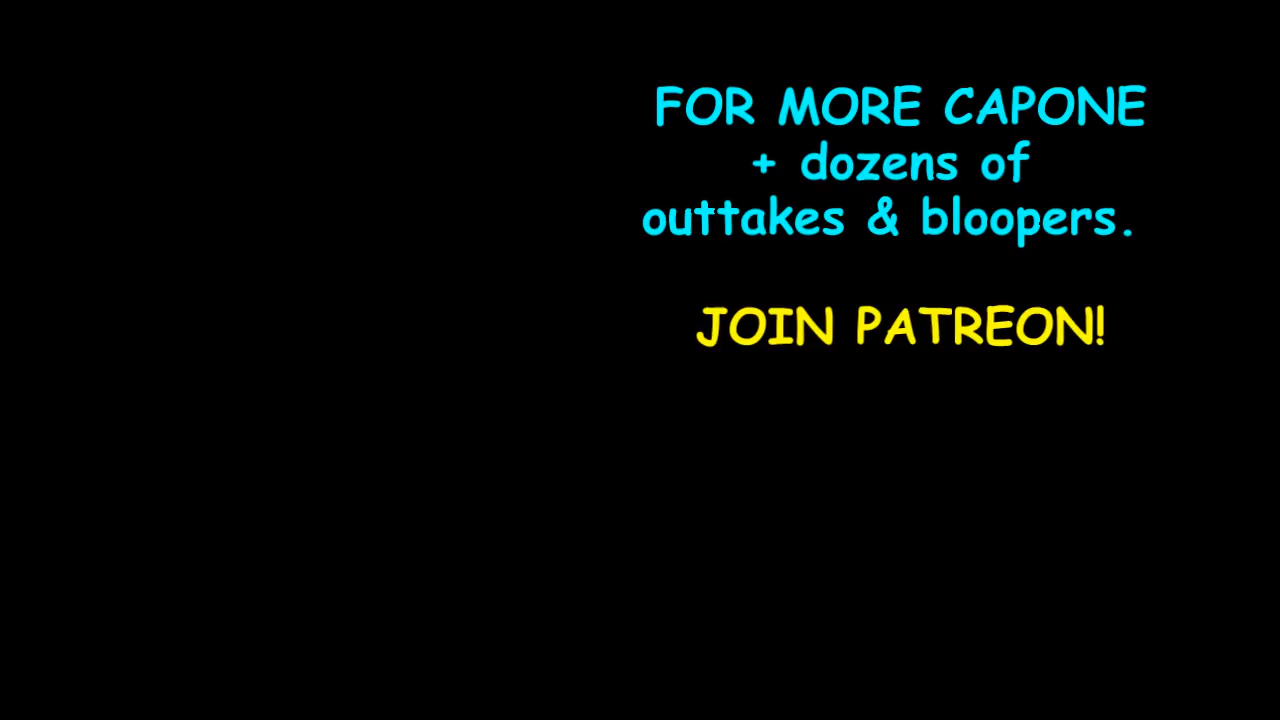 FOR MORE CAPONE
+ dozens of
outtakes & bloopers.
JOIN PATREON!